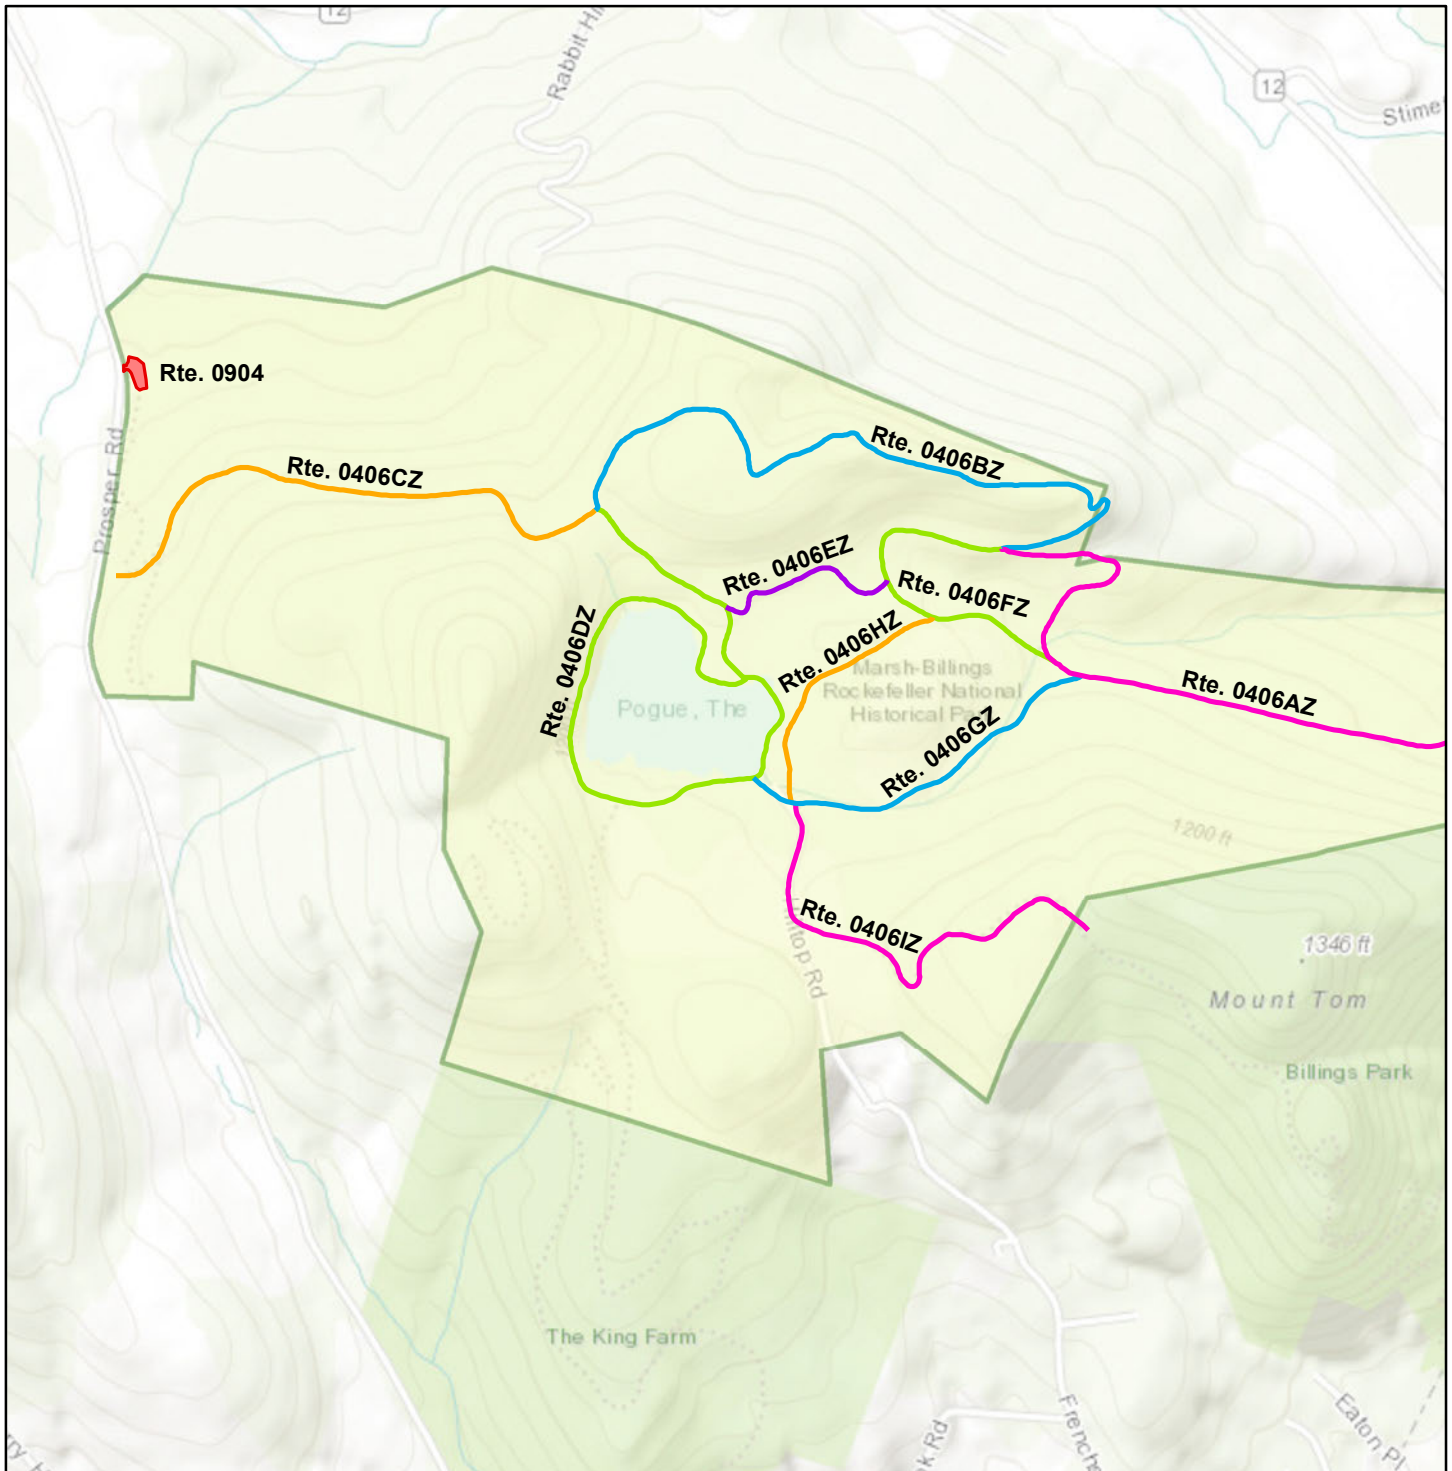 12
Rabbit Hi
12
Stime
Rte. 0904
Prosper Rd
Rte. 0406CZ
Rte. 0406BZ
Rte. 0406EZ
Rte. 0406FZ
Rte. 0406DZ
Rte. 0406HZ
Marsh-Billings
Rockefeller National
Historical Park
Pogue, The
Rte. 0406AZ
Rte. 0406GZ
1200 ft
Rte. 0406IZ
1346 ft
Mount Tom
Billings Park
The King Farm
k Rd
French
Eaton Pl